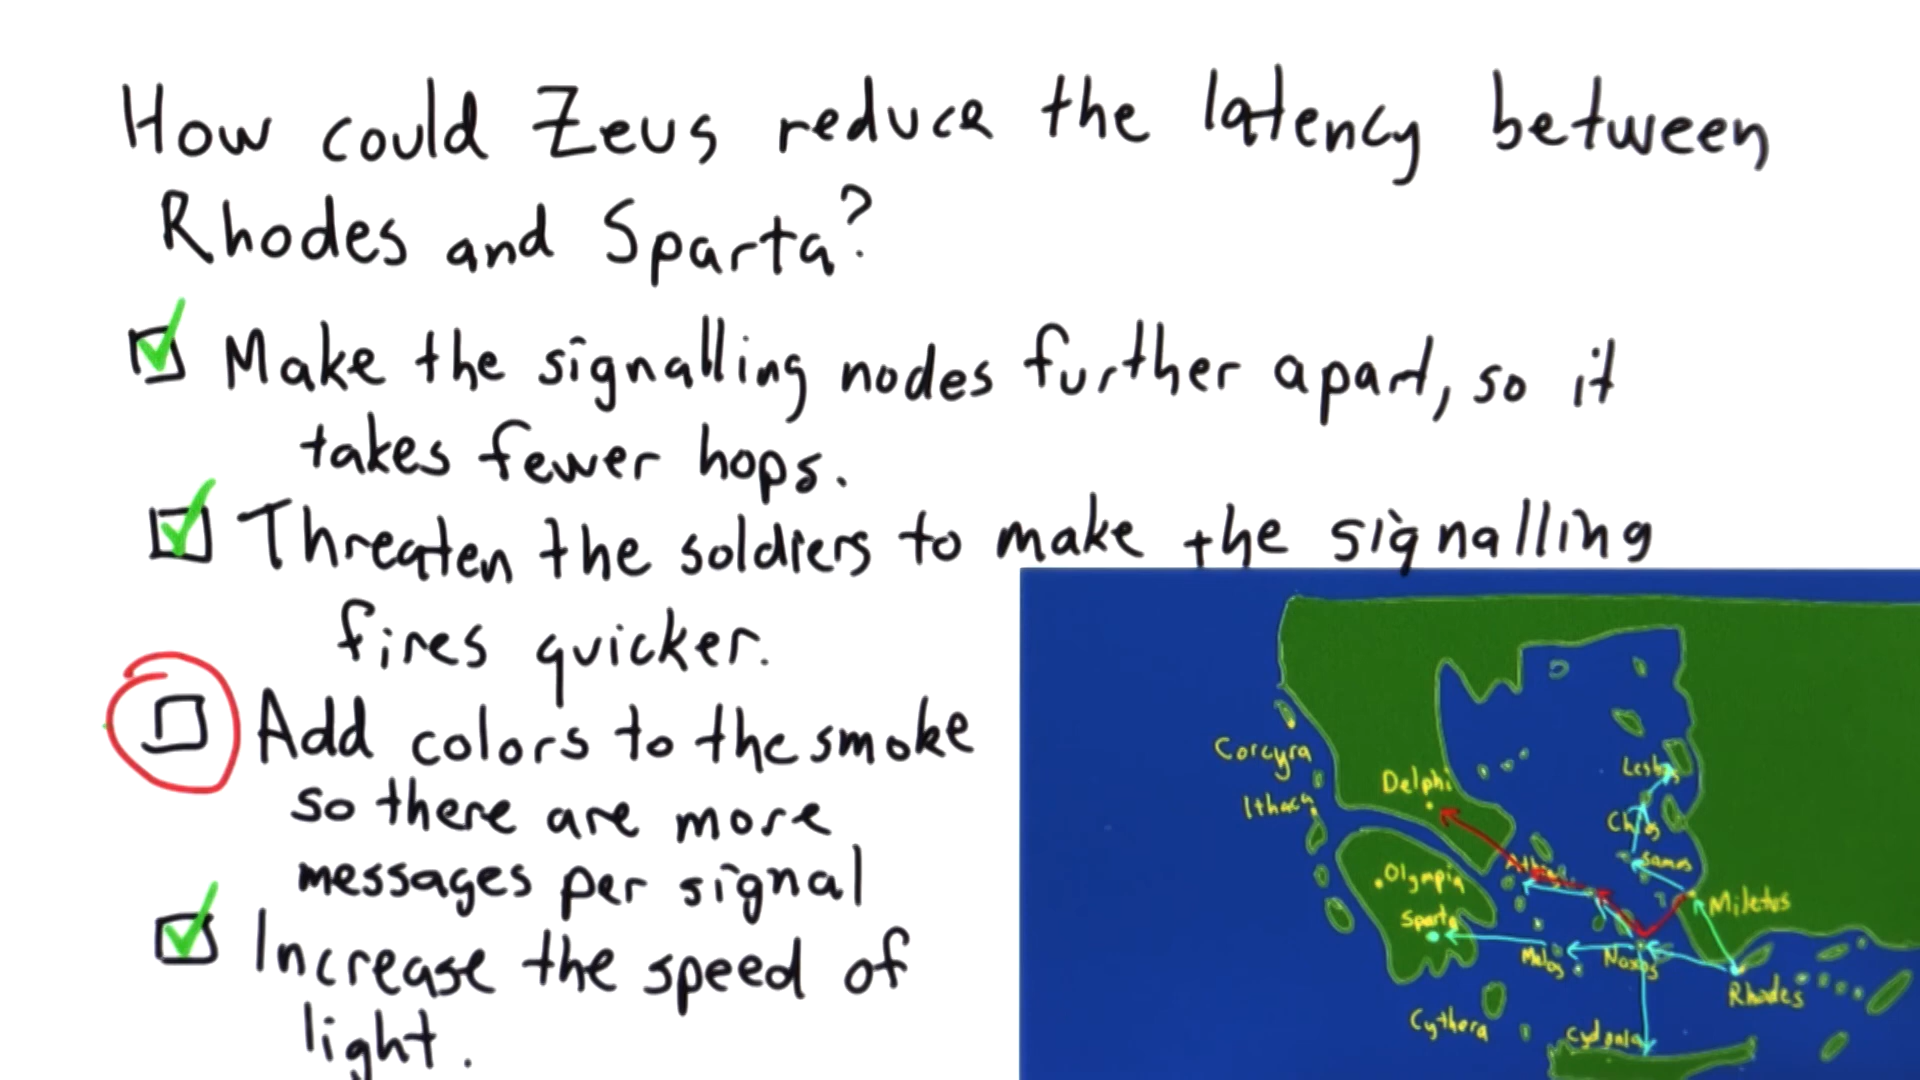 How could Zeus reduce the latency between
Rhodes and Sparta?
Make the signalling nodes further apart, so it
takes fewer hops.
Threaten the soldiers to make the signalling
fires quicker.
Add colors to the smoke
so there are more
messages per signal
Increase the speed of
light.
Corcyra
Ithaca
Delphi
Lesbos
Chios
Samos
Olympia
Miletus
Sparta
Melos
Naxos
Rhodes
Cythera